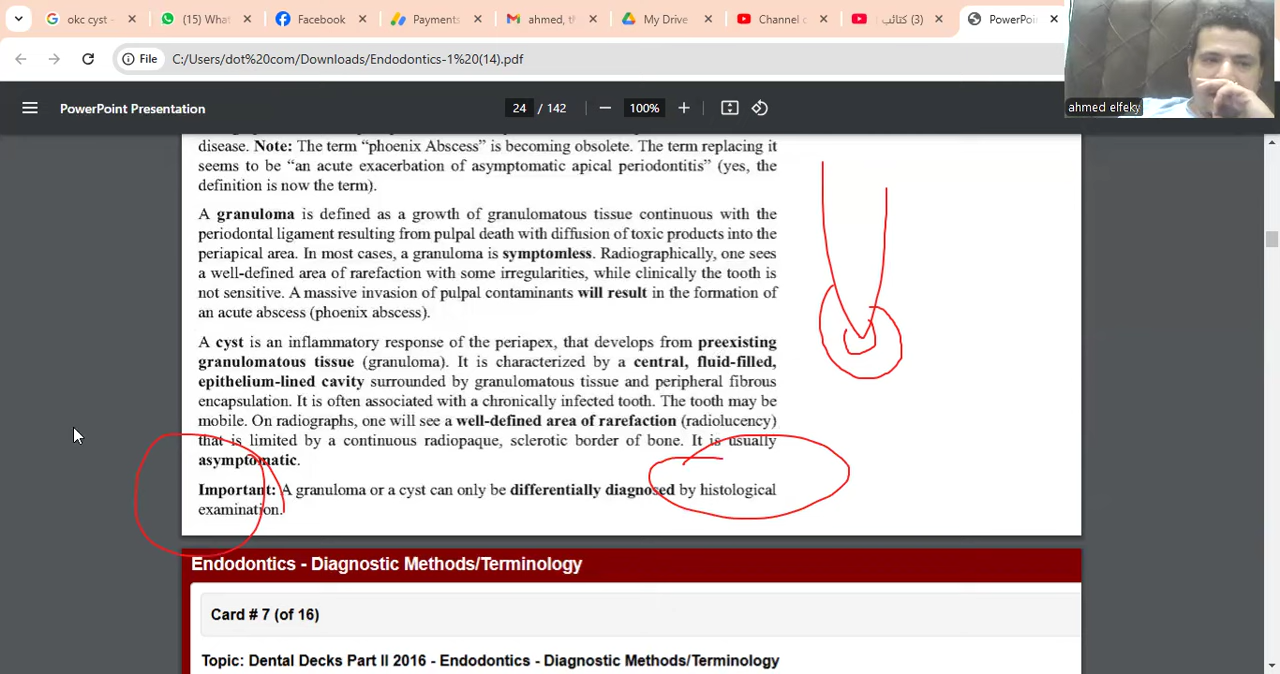 okc cyst -
(15) What
Facebook
Payments
ahmed, th
My Drive
Channel c
(3) كتائب
PowerPoi
File
C:/Users/dot%20com/Downloads/Endodontics-1%20(14).pdf
ahmed elfeky
PowerPoint Presentation
24 / 142
100%
disease. Note: The term “phoenix Abscess” is becoming obsolete. The term replacing it
seems to be “an acute exacerbation of asymptomatic apical periodontitis” (yes, the
definition is now the term).
A granuloma is defined as a growth of granulomatous tissue continuous with the
periodontal ligament resulting from pulpal death with diffusion of toxic products into the
periapical area. In most cases, a granuloma is symptomless. Radiographically, one sees
a well-defined area of rarefaction with some irregularities, while clinically the tooth is
not sensitive. A massive invasion of pulpal contaminants will result in the formation of
an acute abscess (phoenix abscess).
A cyst is an inflammatory response of the periapex, that develops from preexisting
granulomatous tissue (granuloma). It is characterized by a central, fluid-filled,
epithelium-lined cavity surrounded by granulomatous tissue and peripheral fibrous
encapsulation. It is often associated with a chronically infected tooth. The tooth may be
mobile. On radiographs, one will see a well-defined area of rarefaction (radiolucency)
that is limited by a continuous radiopaque, sclerotic border of bone. It is usually
asymptomatic.
Important: A granuloma or a cyst can only be differentially diagnosed by histological
examination.
Endodontics - Diagnostic Methods/Terminology
Card # 7 (of 16)
Topic: Dental Decks Part II 2016 - Endodontics - Diagnostic Methods/Terminology